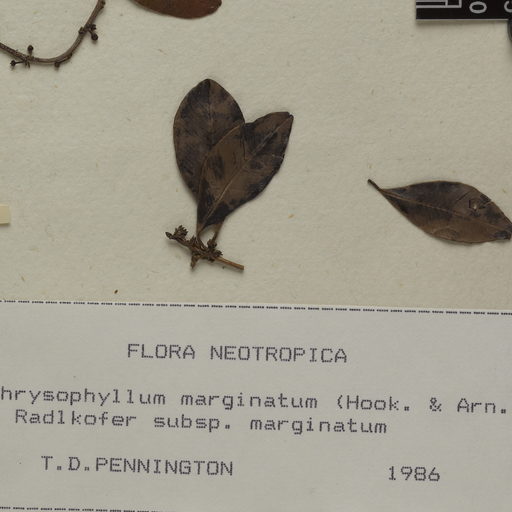 FLORA NEOTROPICA
hrysophyllum marginatum (Hook. & Arn.
Radlkofer subsp. marginatum
T.D.PENNINGTON 1986